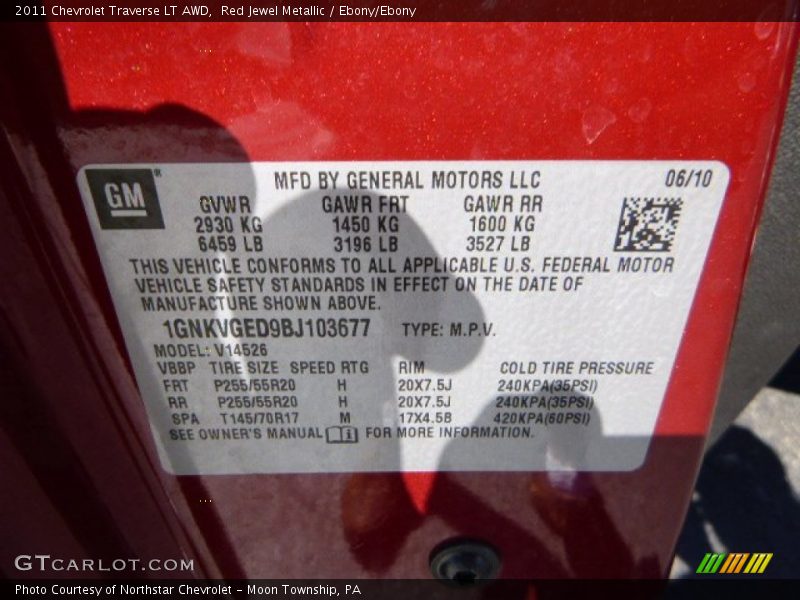 2011 Chevrolet Traverse LT AWD,  Red Jewel Metallic / Ebony/Ebony
GM
MFD BY GENERAL MOTORS LLC 06/10
GVWR GAWR FRT GAWR RR
2930 KG 1450 KG 1600 KG
6459 LB 3196 LB 3527 LB
THIS VEHICLE CONFORMS TO ALL APPLICABLE U.S. FEDERAL MOTOR
VEHICLE SAFETY STANDARDS IN EFFECT ON THE DATE OF
MANUFACTURE SHOWN ABOVE.
1GNKVGED9BJ103677 TYPE: M.P.V.
MODEL: V14526
VBBP TIRE SIZE SPEED RTG RIM COLD TIRE PRESSURE
FRT P255/55R20 H 20X7.5J 240KPA(35PSI)
RR P255/55R20 H 20X7.5J 240KPA(35PSI)
SPA T145/70R17 M 17X4.5B 420KPA(60PSI)
SEE OWNER'S MANUAL i FOR MORE INFORMATION.
GTCARLOT.COM
Photo Courtesy of Northstar Chevrolet - Moon Township, PA